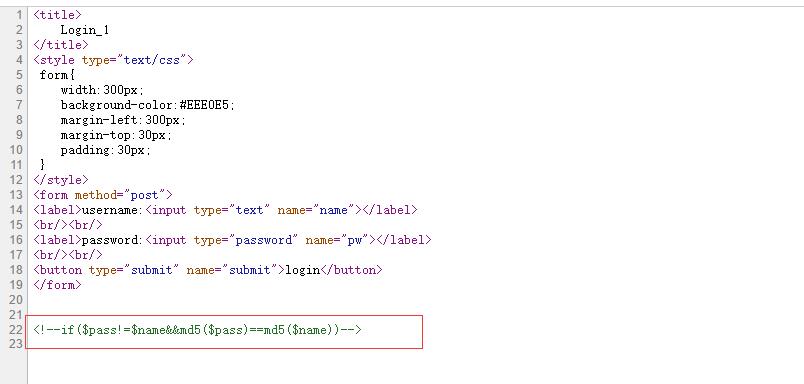 1 <title>
2 Login_1
3 </title>
4 <style type="text/css">
5 form{
6 width:300px;
7 background-color:#EEE0E5;
8 margin-left:300px;
9 margin-top:30px;
10 padding:30px;
11 }
12 </style>
13 <form method="post">
14 <label>username:<input type="text" name="name"></label>
15 <br/><br/>
16 <label>password:<input type="password" name="pw"></label>
17 <br/><br/>
18 <button type="submit" name="submit">login</button>
19 </form>
20
21
22 <!--if($pass!=$name&&md5($pass)==md5($name))-->
23